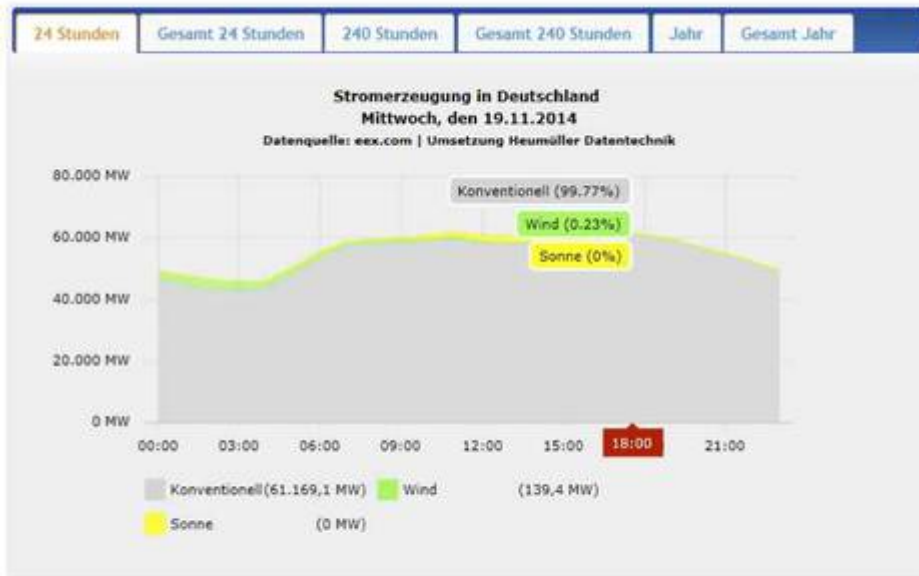 24 Stunden Gesamt 24 Stunden 240 Stunden Gesamt 240 Stunden Jahr Gesamt Jahr
Stromerzeugung in Deutschland
Mittwoch, den 19.11.2014
Datenquelle: eex.com | Umsetzung Heumüller Datentechnik
80.000 MW
Konventionell (99.77%)
Wind (0.23%)
60.000 MW
Sonne (0%)
40.000 MW
20.000 MW
0 MW
00:00 03:00 06:00 09:00 12:00 15:00 18:00 21:00
Konventionell (61.169,1 MW) Wind (139,4 MW)
Sonne (0 MW)